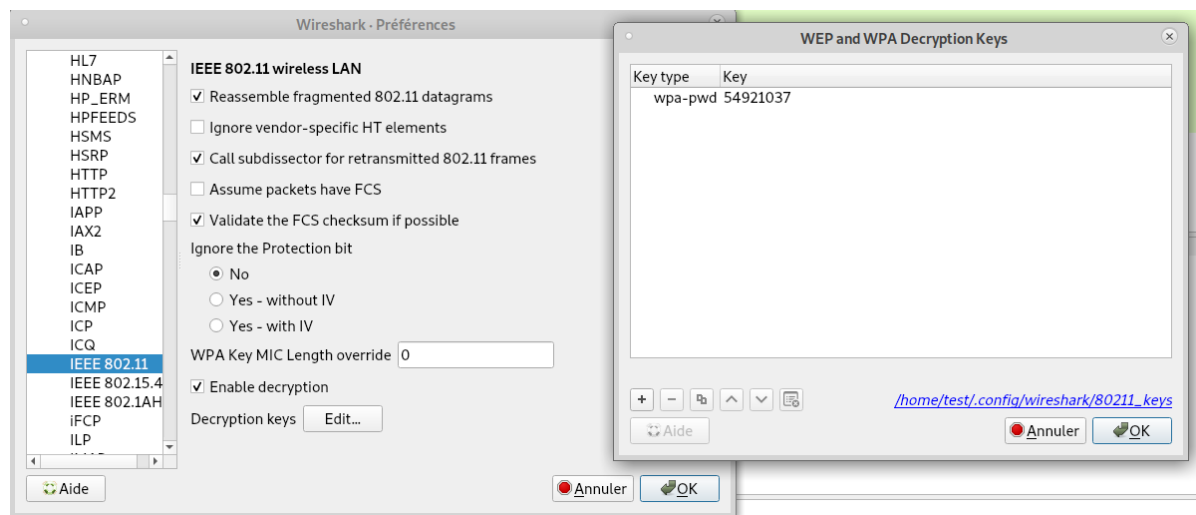 Wireshark · Préférences
HL7
HNBAP
HP_ERM
HPFEEDS
HSMS
HSRP
HTTP
HTTP2
IAPP
IAX2
IB
ICAP
ICEP
ICMP
ICP
ICQ
IEEE 802.11
IEEE 802.15.4
IEEE 802.1AH
iFCP
ILP
IEEE 802.11 wireless LAN
Reassemble fragmented 802.11 datagrams
Ignore vendor-specific HT elements
Call subdissector for retransmitted 802.11 frames
Assume packets have FCS
Validate the FCS checksum if possible
Ignore the Protection bit
No
Yes - without IV
Yes - with IV
WPA Key MIC Length override 0
Enable decryption
Decryption keys Edit...
Aide
Annuler
OK
WEP and WPA Decryption Keys
Key type Key
wpa-pwd 54921037
/home/test/.config/wireshark/80211_keys
Aide
Annuler
OK